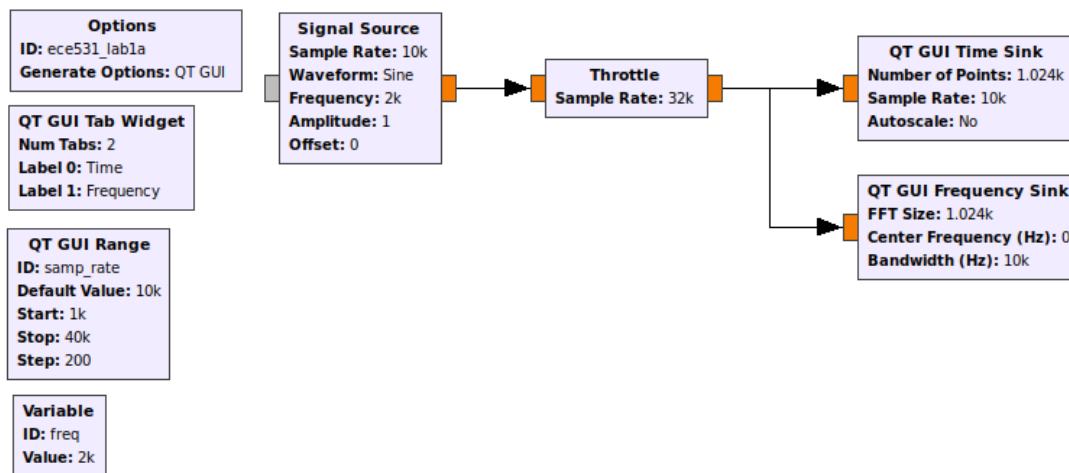 Options
ID: ece531_lab1a
Generate Options: QT GUI
QT GUI Tab Widget
Num Tabs: 2
Label 0: Time
Label 1: Frequency
QT GUI Range
ID: samp_rate
Default Value: 10k
Start: 1k
Stop: 40k
Step: 200
Variable
ID: freq
Value: 2k
Signal Source
Sample Rate: 10k
Waveform: Sine
Frequency: 2k
Amplitude: 1
Offset: 0
Throttle
Sample Rate: 32k
QT GUI Time Sink
Number of Points: 1.024k
Sample Rate: 10k
Autoscale: No
QT GUI Frequency Sink
FFT Size: 1.024k
Center Frequency (Hz): 0
Bandwidth (Hz): 10k